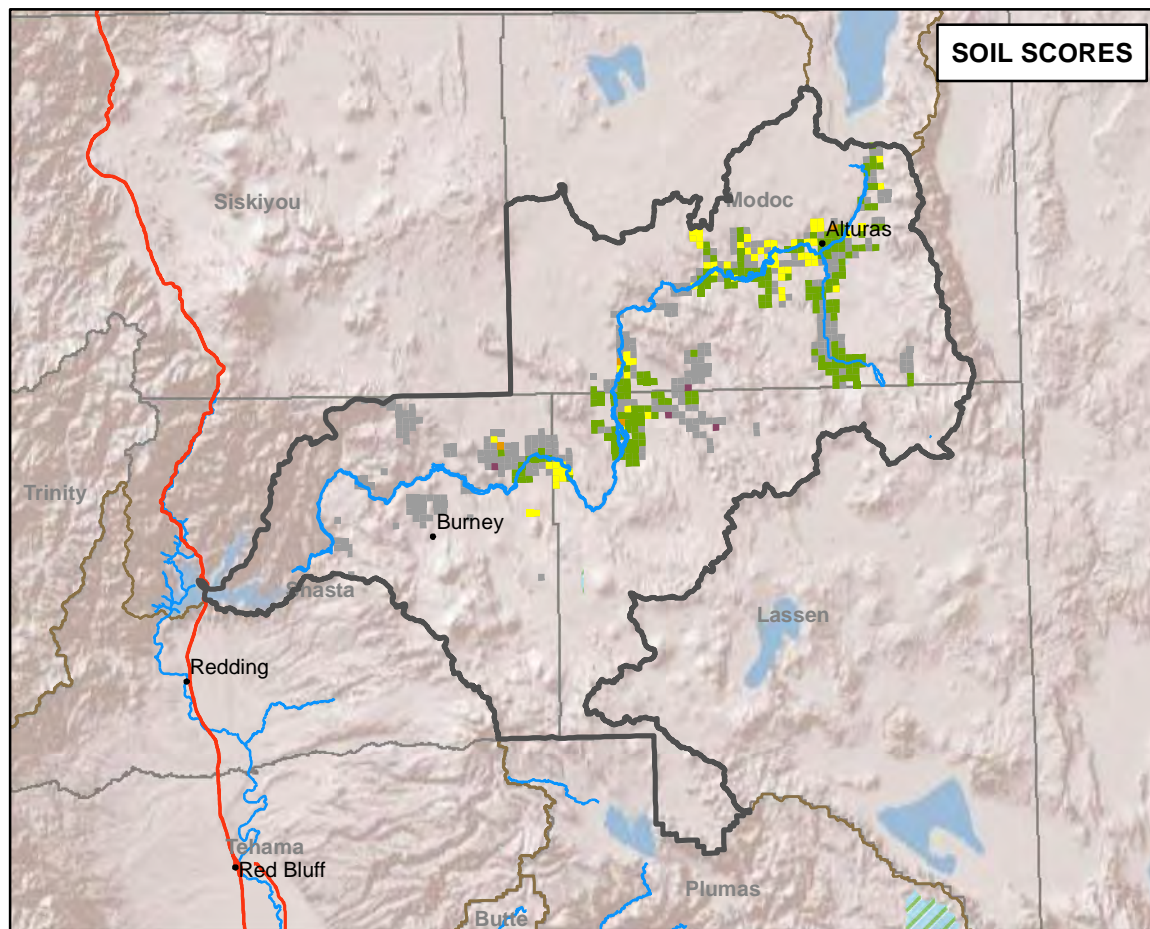 SOIL SCORES
Siskiyou
Modoc
Alturas
Trinity
Burney
Shasta
Lassen
Redding
Tehama
Red Bluff
Plumas
Butte